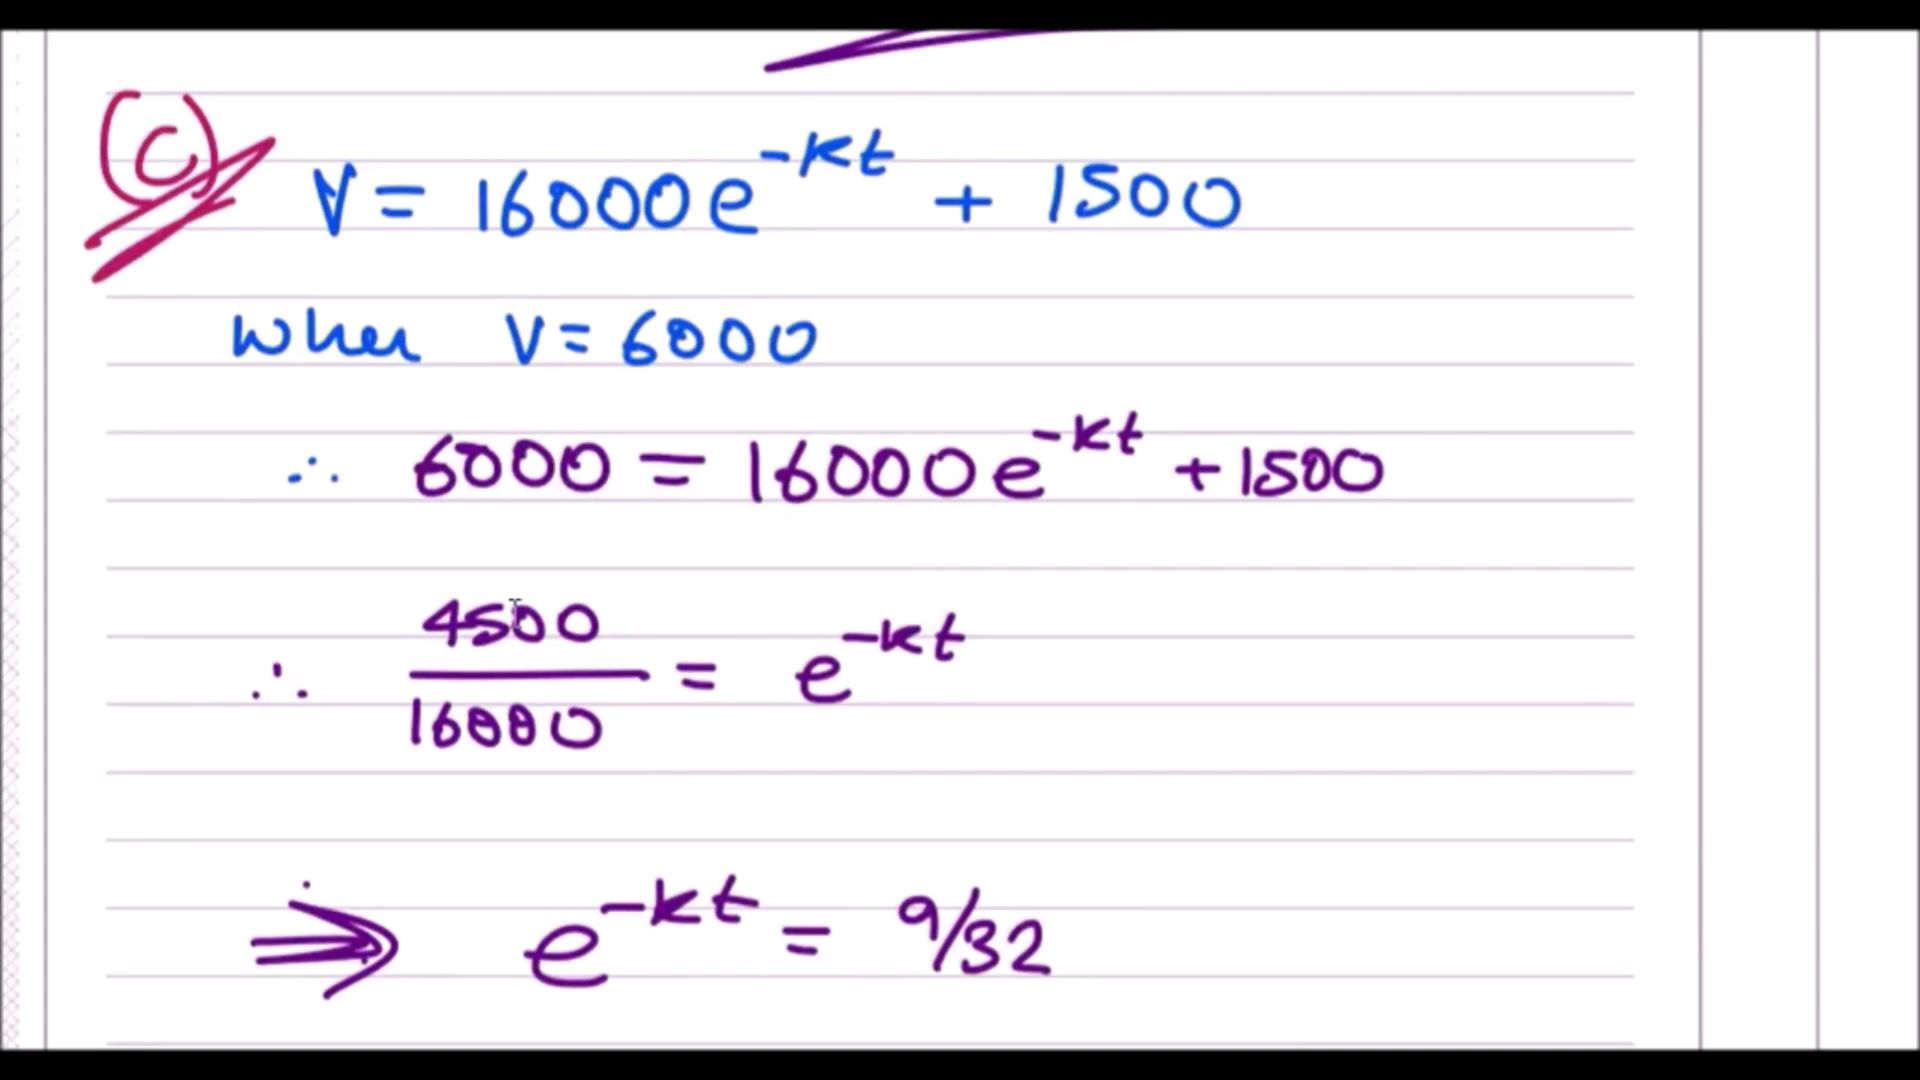 (C) V = 16000e^{-kt} + 1500
when V = 6000
∴ 6000 = 16000e^{-kt} + 1500
∴ 4500/16000 = e^{-kt}
⇒ e^{-kt} = 9/32